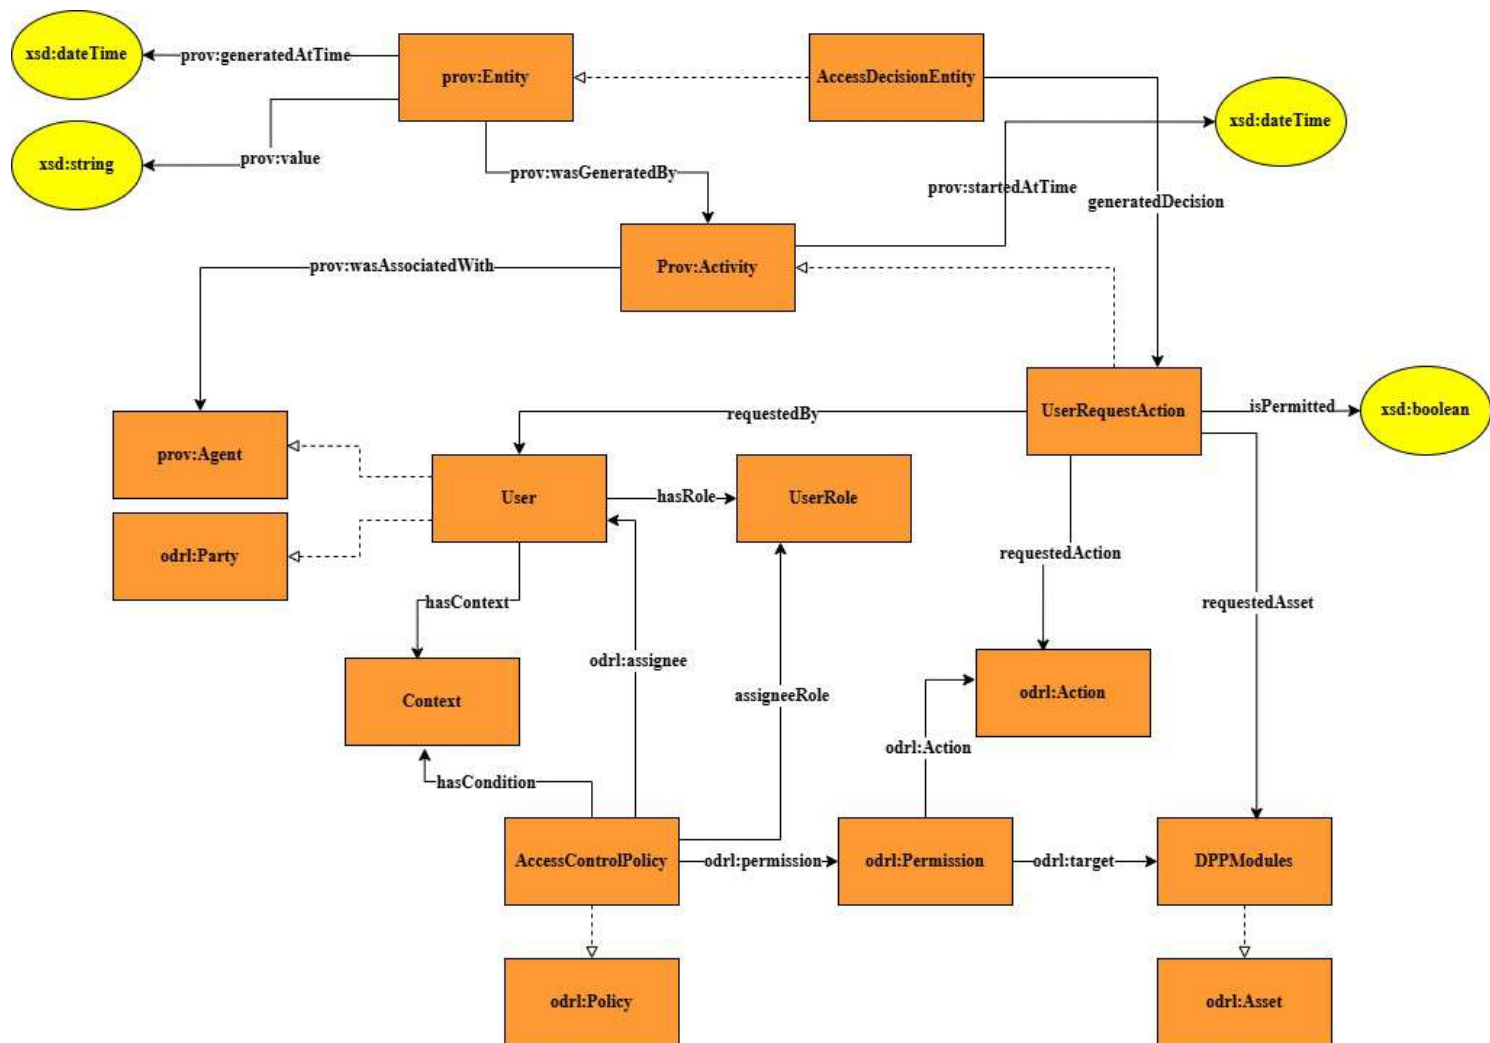 xsd:dateTime
prov:generatedAtTime
prov:Entity
AccessDecisionEntity
xsd:dateTime
xsd:string
prov:value
prov:wasGeneratedBy
prov:startedAtTime
generatedDecision
prov:wasAssociatedWith
Prov:Activity
requestedBy
UserRequestAction
isPermitted
xsd:boolean
prov:Agent
User
hasRole
UserRole
odrl:Party
requestedAction
hasContext
requestedAsset
odrl:assignee
Context
assigneeRole
odrl:Action
odrl:Action
hasCondition
AccessControlPolicy
odrl:permission
odrl:Permission
odrl:target
DPPModules
odrl:Policy
odrl:Asset